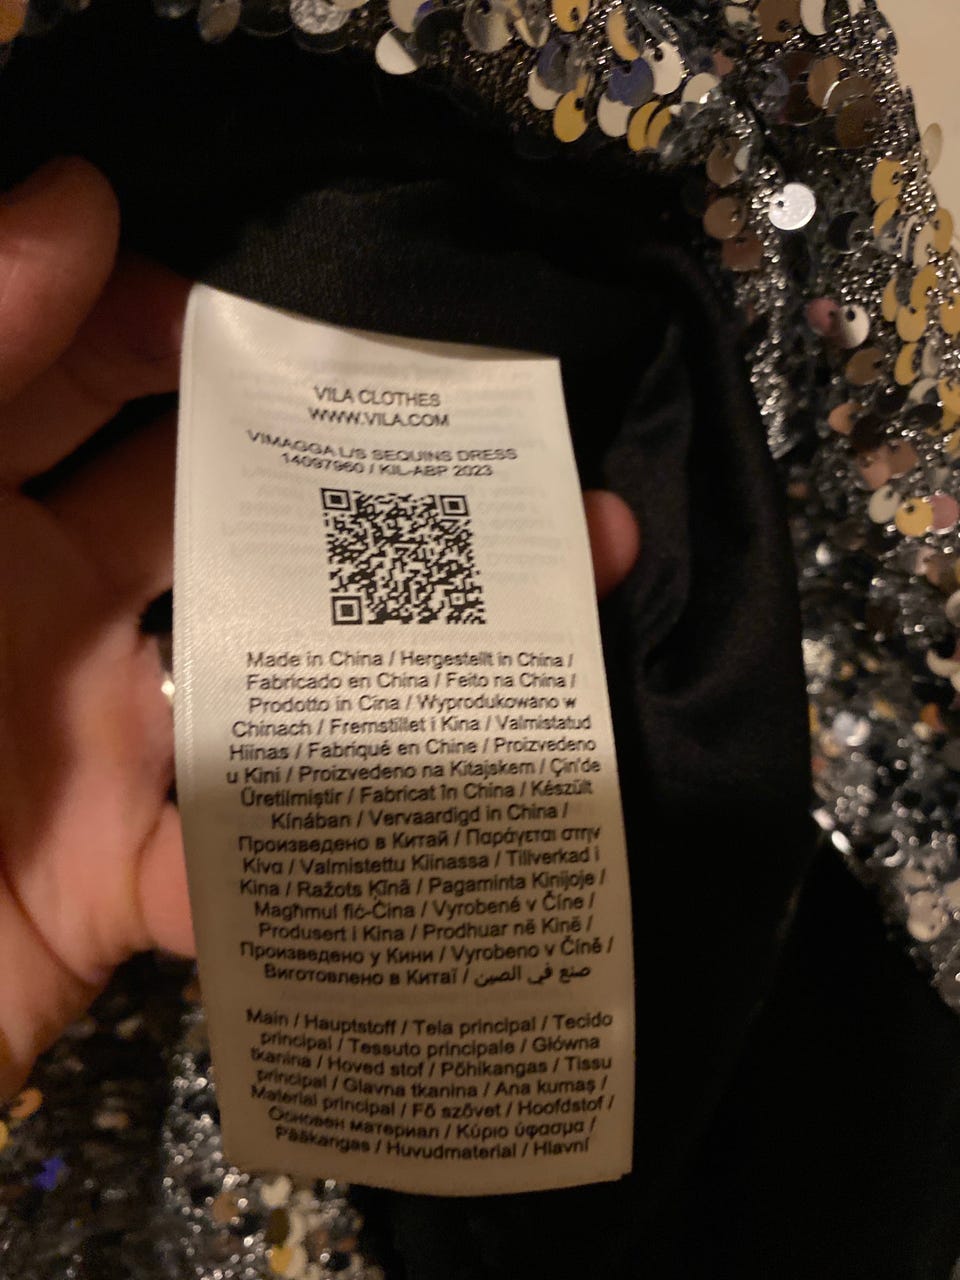 VILA CLOTHES
WWW.VILA.COM
VIMAGGA L/S SEQUINS DRESS
14097960 / KIL-ABP 2023
Made in China / Hergestellt in China /
Fabricado en China / Feito na China /
Prodotto in Cina / Wyprodukowano w
Chinach / Fremstillet i Kina / Valmistatud
Hiinas / Fabriqué en Chine / Proizvedeno
u Kini / Proizvedeno na Kitajskem / Çin'de
Üretilmiştir / Fabricat în China / Készült
Kínában / Vervaardigd in China /
Произведено в Китай / Παράγεται στην
Κίνα / Valmistettu Kiinassa / Tillverkad i
Kina / Ražots Ķīnā / Pagaminta Kinijoje /
Magħmul fiċ-Ċina / Vyrobené v Číne /
Produsert i Kina / Prodhuar në Kinë /
Произведено у Кини / Vyrobeno v Číně /
Виготовлено в Китаї / صنع في الصين
Main / Hauptstoff / Tela principal / Tecido
principal / Tessuto principale / Główna
tkanina / Hoved stof / Põhikangas / Tissu
principal / Glavna tkanina / Ana kumaş /
Material principal / Fő szövet / Hoofdstof /
Основен материал / Κύριο ύφασμα /
Pääkangas / Huvudmaterial / Hlavní